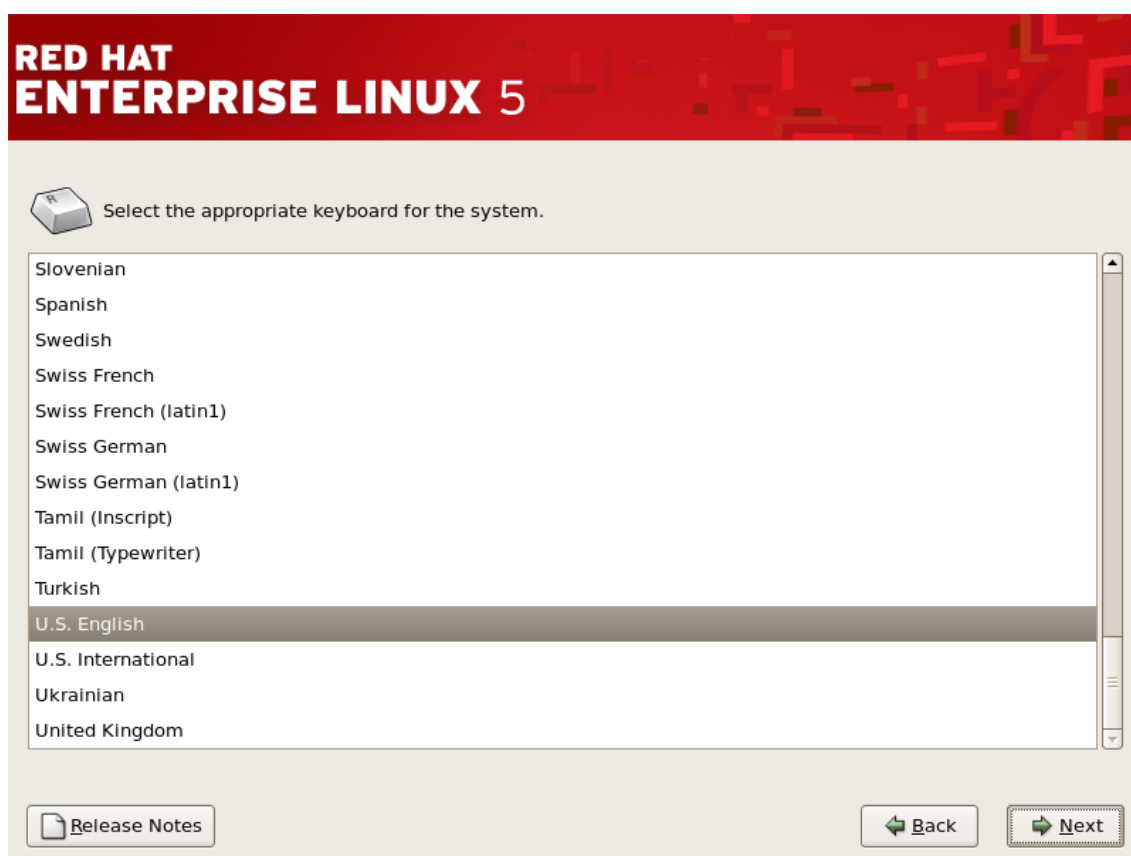 RED HAT
ENTERPRISE LINUX 5
R
Select the appropriate keyboard for the system.
Slovenian
Spanish
Swedish
Swiss French
Swiss French (latin1)
Swiss German
Swiss German (latin1)
Tamil (Inscript)
Tamil (Typewriter)
Turkish
U.S. English
U.S. International
Ukrainian
United Kingdom
Release Notes
Back
Next